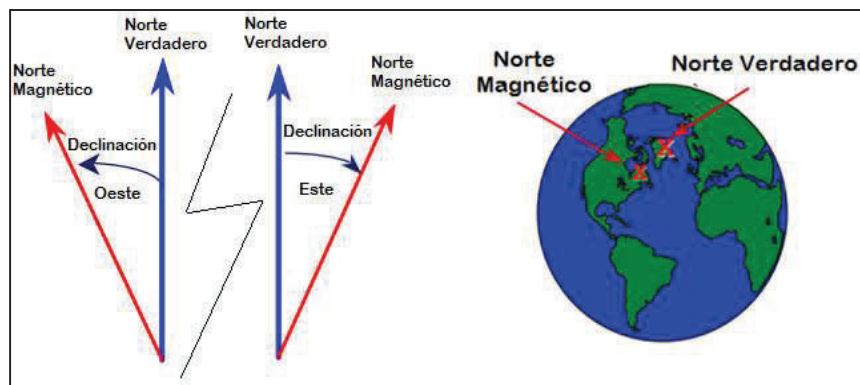 Norte
Verdadero
Norte
Verdadero
Norte
Magnético
Norte
Magnético
Declinación
Oeste
Declinación
Este
Norte
Magnético
Norte Verdadero
X
X